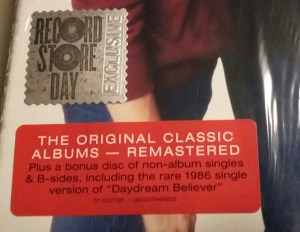 RECORD
STORE
DAY
EXCLUSIVE
THE ORIGINAL CLASSIC
ALBUMS — REMASTERED
Plus a bonus disc of non-album singles
& B-sides, including the rare 1986 single
version of "Daydream Believer"